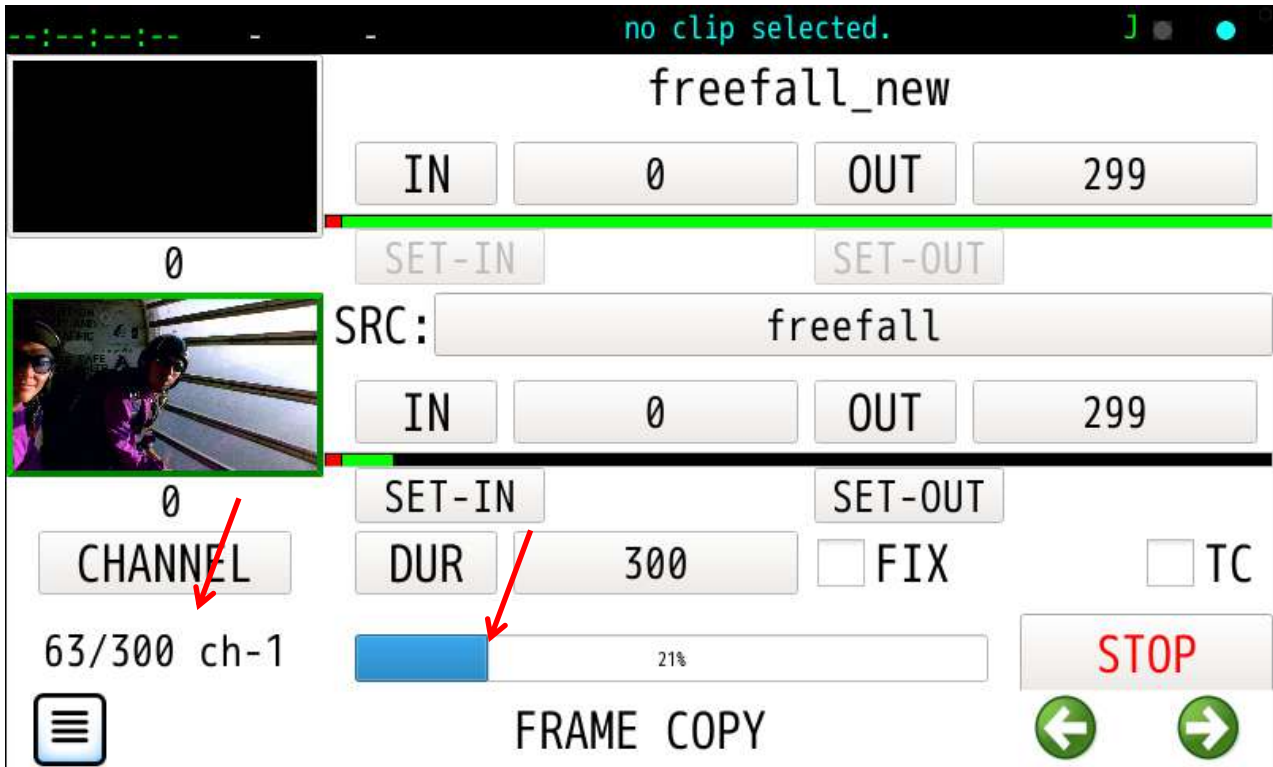 --:--:--:-- - - no clip selected. J
freefall_new
IN 0 OUT 299
0 SET-IN SET-OUT
SRC: freefall
IN 0 OUT 299
0 SET-IN SET-OUT
CHANNEL DUR 300 FIX TC
63/300 ch-1 21% STOP
FRAME COPY